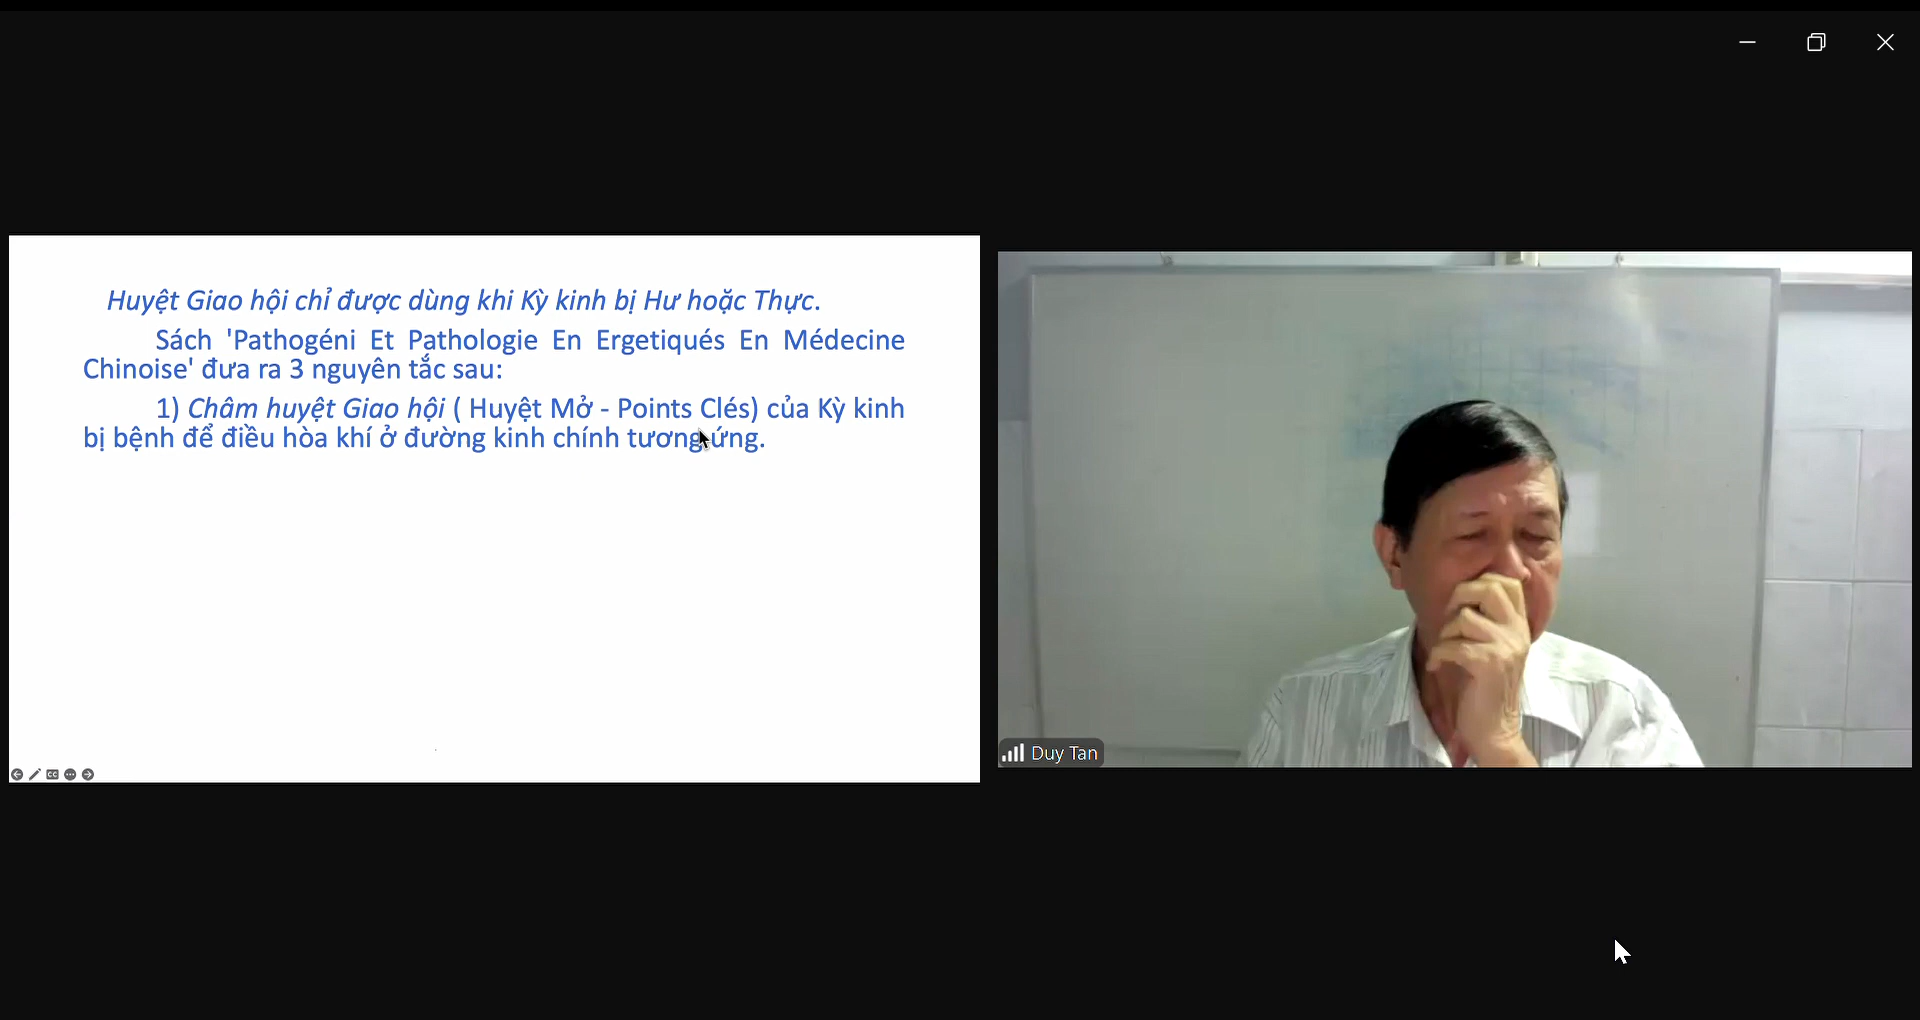 Huyệt Giao hội chỉ được dùng khi Kỳ kinh bị Hư hoặc Thực.
Sách 'Pathogéni Et Pathologie En Ergetiqués En Médecine
Chinoise' đưa ra 3 nguyên tắc sau:
1) Châm huyệt Giao hội ( Huyệt Mở - Points Clés) của Kỳ kinh
bị bệnh để điều hòa khí ở đường kinh chính tương ứng.
Duy Tan